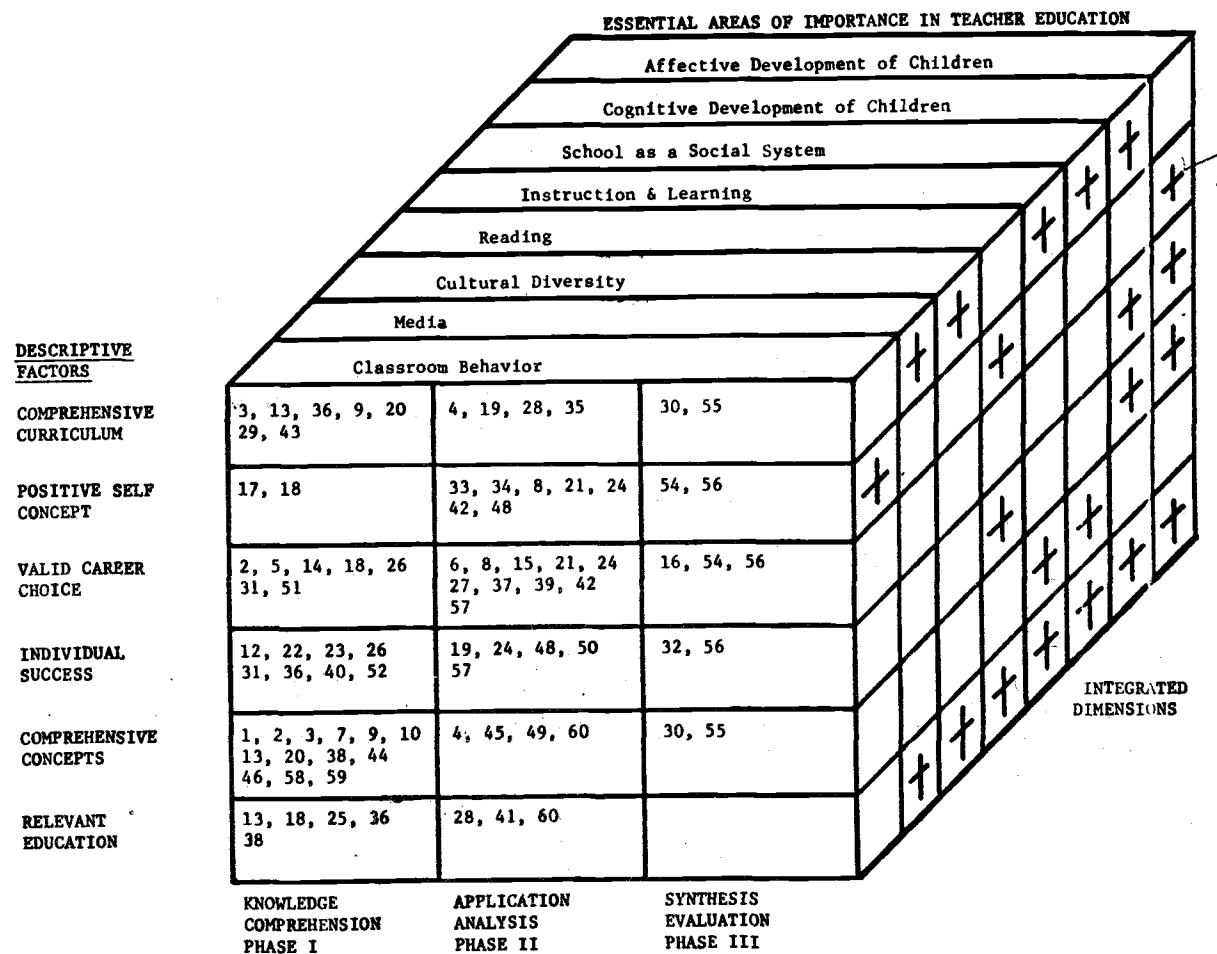 ESSENTIAL AREAS OF IMPORTANCE IN TEACHER EDUCATION
Affective Development of Children
Cognitive Development of Children
School as a Social System
Instruction & Learning
Reading
Cultural Diversity
Media
Classroom Behavior
DESCRIPTIVE
FACTORS
COMPREHENSIVE
CURRICULUM
3, 13, 36, 9, 20
29, 43
4, 19, 28, 35
30, 55
POSITIVE SELF
CONCEPT
17, 18
33, 34, 8, 21, 24
42, 48
54, 56
VALID CAREER
CHOICE
2, 5, 14, 18, 26
31, 51
6, 8, 15, 21, 24
27, 37, 39, 42
57
16, 54, 56
INDIVIDUAL
SUCCESS
12, 22, 23, 26
31, 36, 40, 52
19, 24, 48, 50
57
32, 56
COMPREHENSIVE
CONCEPTS
1, 2, 3, 7, 9, 10
13, 20, 38, 44
46, 58, 59
4, 45, 49, 60
30, 55
RELEVANT
EDUCATION
13, 18, 25, 36
38
28, 41, 60
INTEGRATED
DIMENSIONS
KNOWLEDGE
COMPREHENSION
PHASE I
APPLICATION
ANALYSIS
PHASE II
SYNTHESIS
EVALUATION
PHASE III